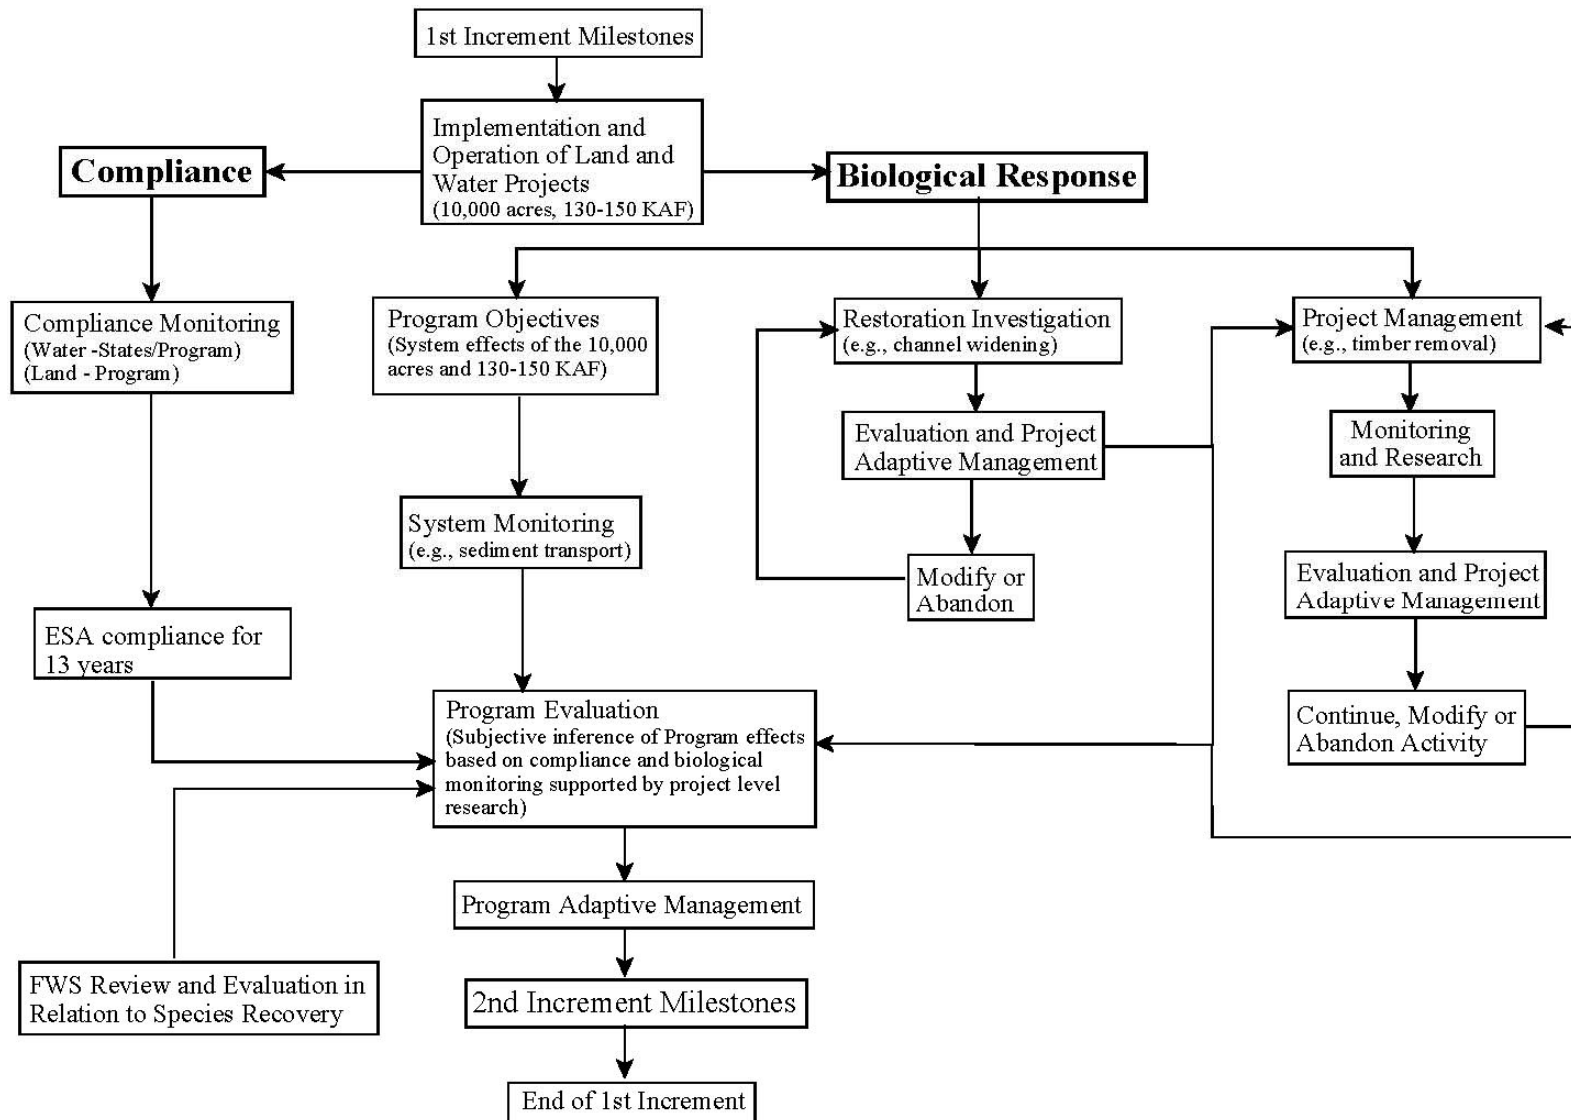 1st Increment Milestones
Implementation and
Operation of Land and
Water Projects
(10,000 acres, 130-150 KAF)
Compliance
Biological Response
Compliance Monitoring
(Water -States/Program)
(Land - Program)
Program Objectives
(System effects of the 10,000
acres and 130-150 KAF)
Restoration Investigation
(e.g., channel widening)
Project Management
(e.g., timber removal)
Evaluation and Project
Adaptive Management
Monitoring
and Research
System Monitoring
(e.g., sediment transport)
Modify or
Abandon
Evaluation and Project
Adaptive Management
ESA compliance for
13 years
Program Evaluation
(Subjective inference of Program effects
based on compliance and biological
monitoring supported by project level
research)
Continue, Modify or
Abandon Activity
Program Adaptive Management
FWS Review and Evaluation in
Relation to Species Recovery
2nd Increment Milestones
End of 1st Increment